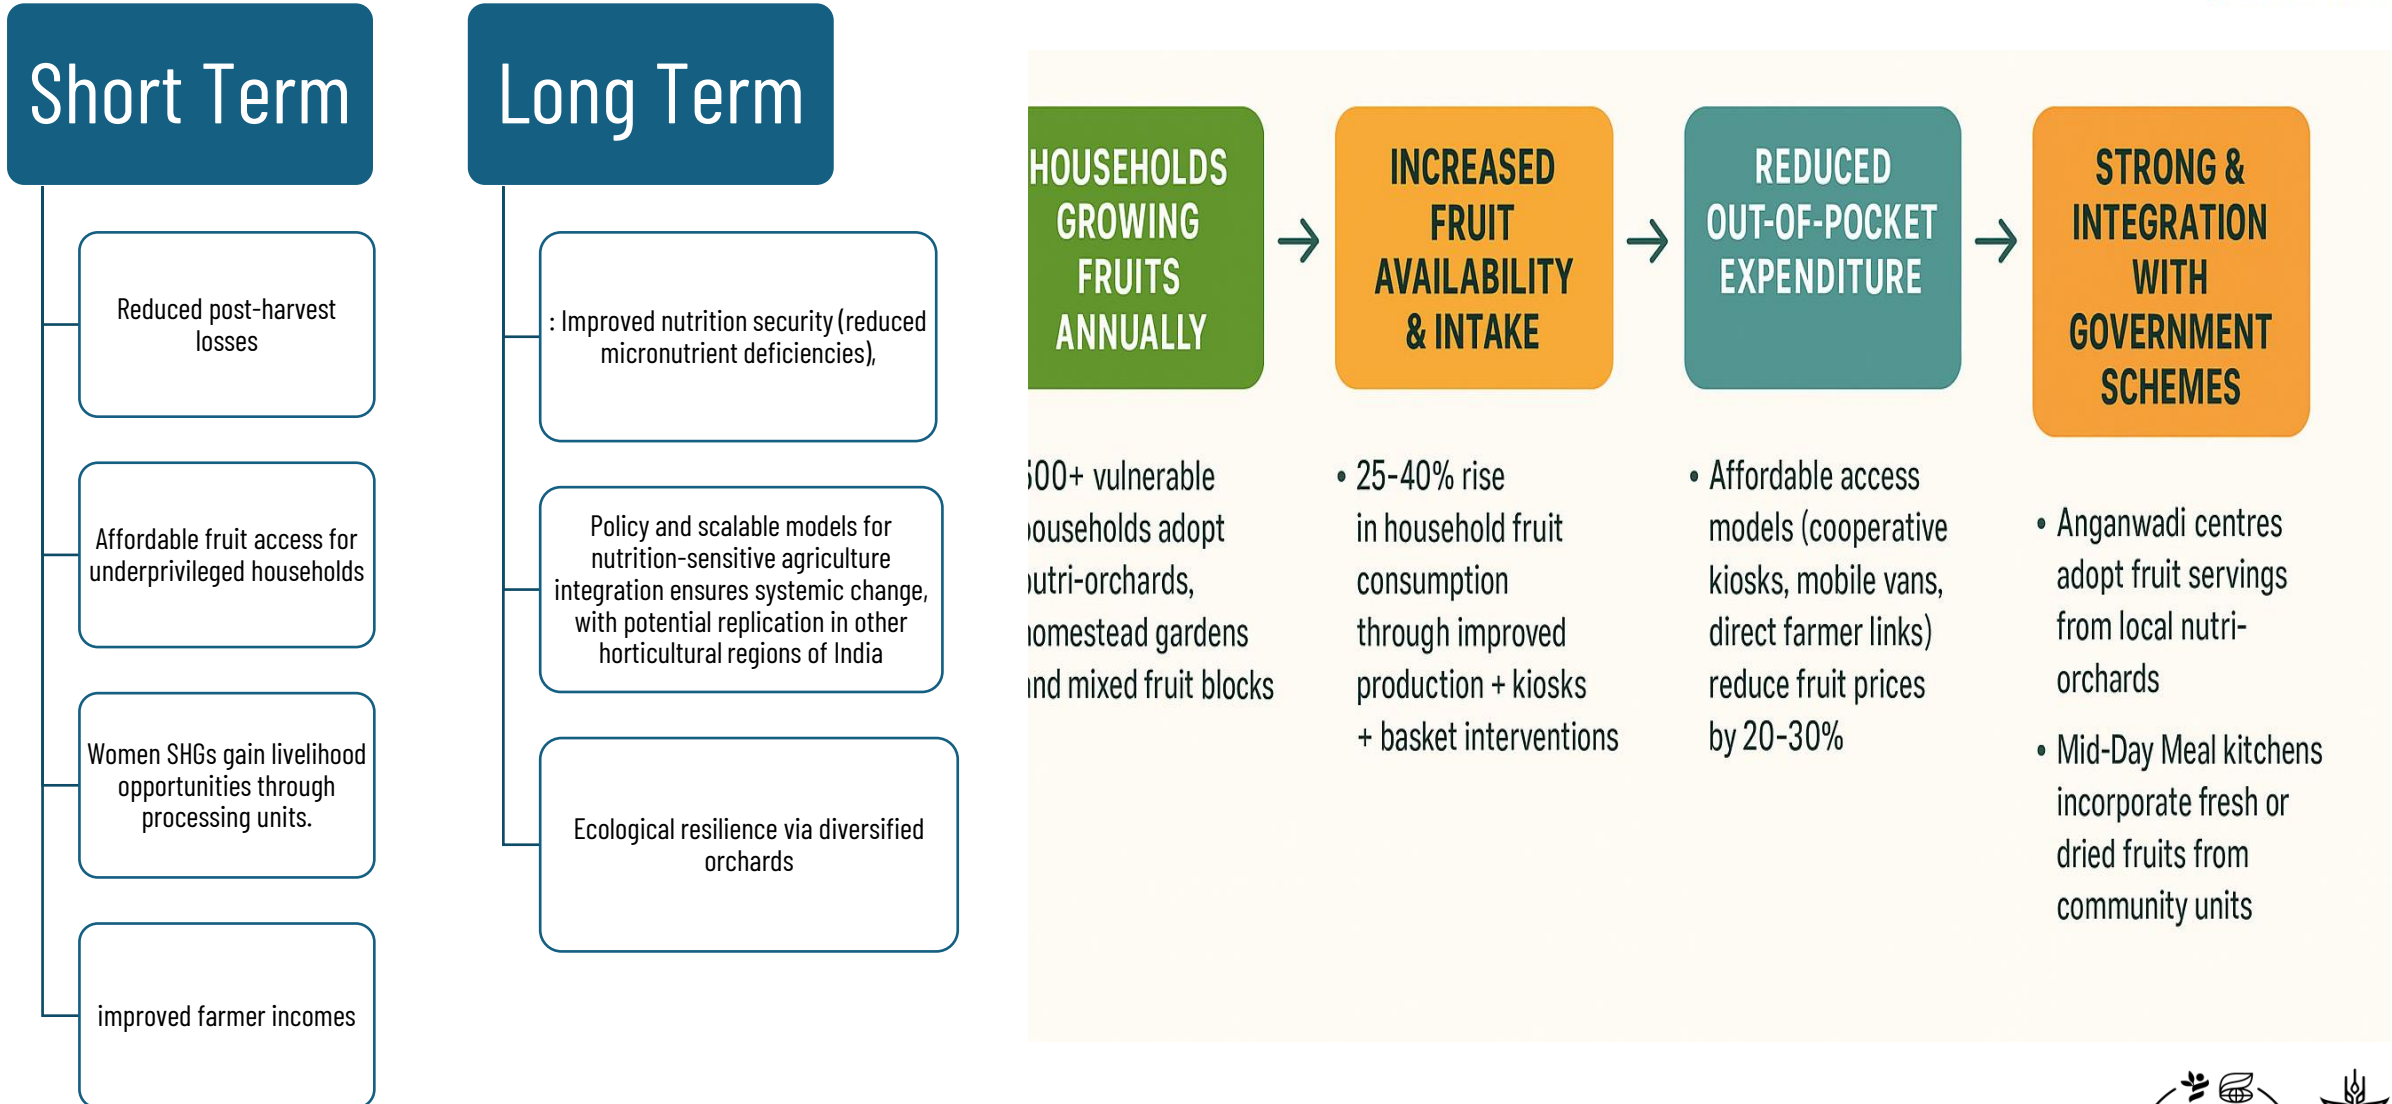 Short Term
Reduced post-harvest
losses
Affordable fruit access for
underprivileged households
Women SHGs gain livelihood
opportunities through
processing units.
improved farmer incomes
Long Term
: Improved nutrition security (reduced
micronutrient deficiencies),
Policy and scalable models for
nutrition-sensitive agriculture
integration ensures systemic change,
with potential replication in other
horticultural regions of India
Ecological resilience via diversified
orchards
HOUSEHOLDS
GROWING
FRUITS
ANNUALLY
00+ vulnerable
ouseholds adopt
utri-orchards,
omestead gardens
nd mixed fruit blocks
INCREASED
FRUIT
AVAILABILITY
& INTAKE
• 25-40% rise
in household fruit
consumption
through improved
production + kiosks
+ basket interventions
REDUCED
OUT-OF-POCKET
EXPENDITURE
• Affordable access
models (cooperative
kiosks, mobile vans,
direct farmer links)
reduce fruit prices
by 20-30%
STRONG &
INTEGRATION
WITH
GOVERNMENT
SCHEMES
• Anganwadi centres
adopt fruit servings
from local nutri-
orchards
• Mid-Day Meal kitchens
incorporate fresh or
dried fruits from
community units